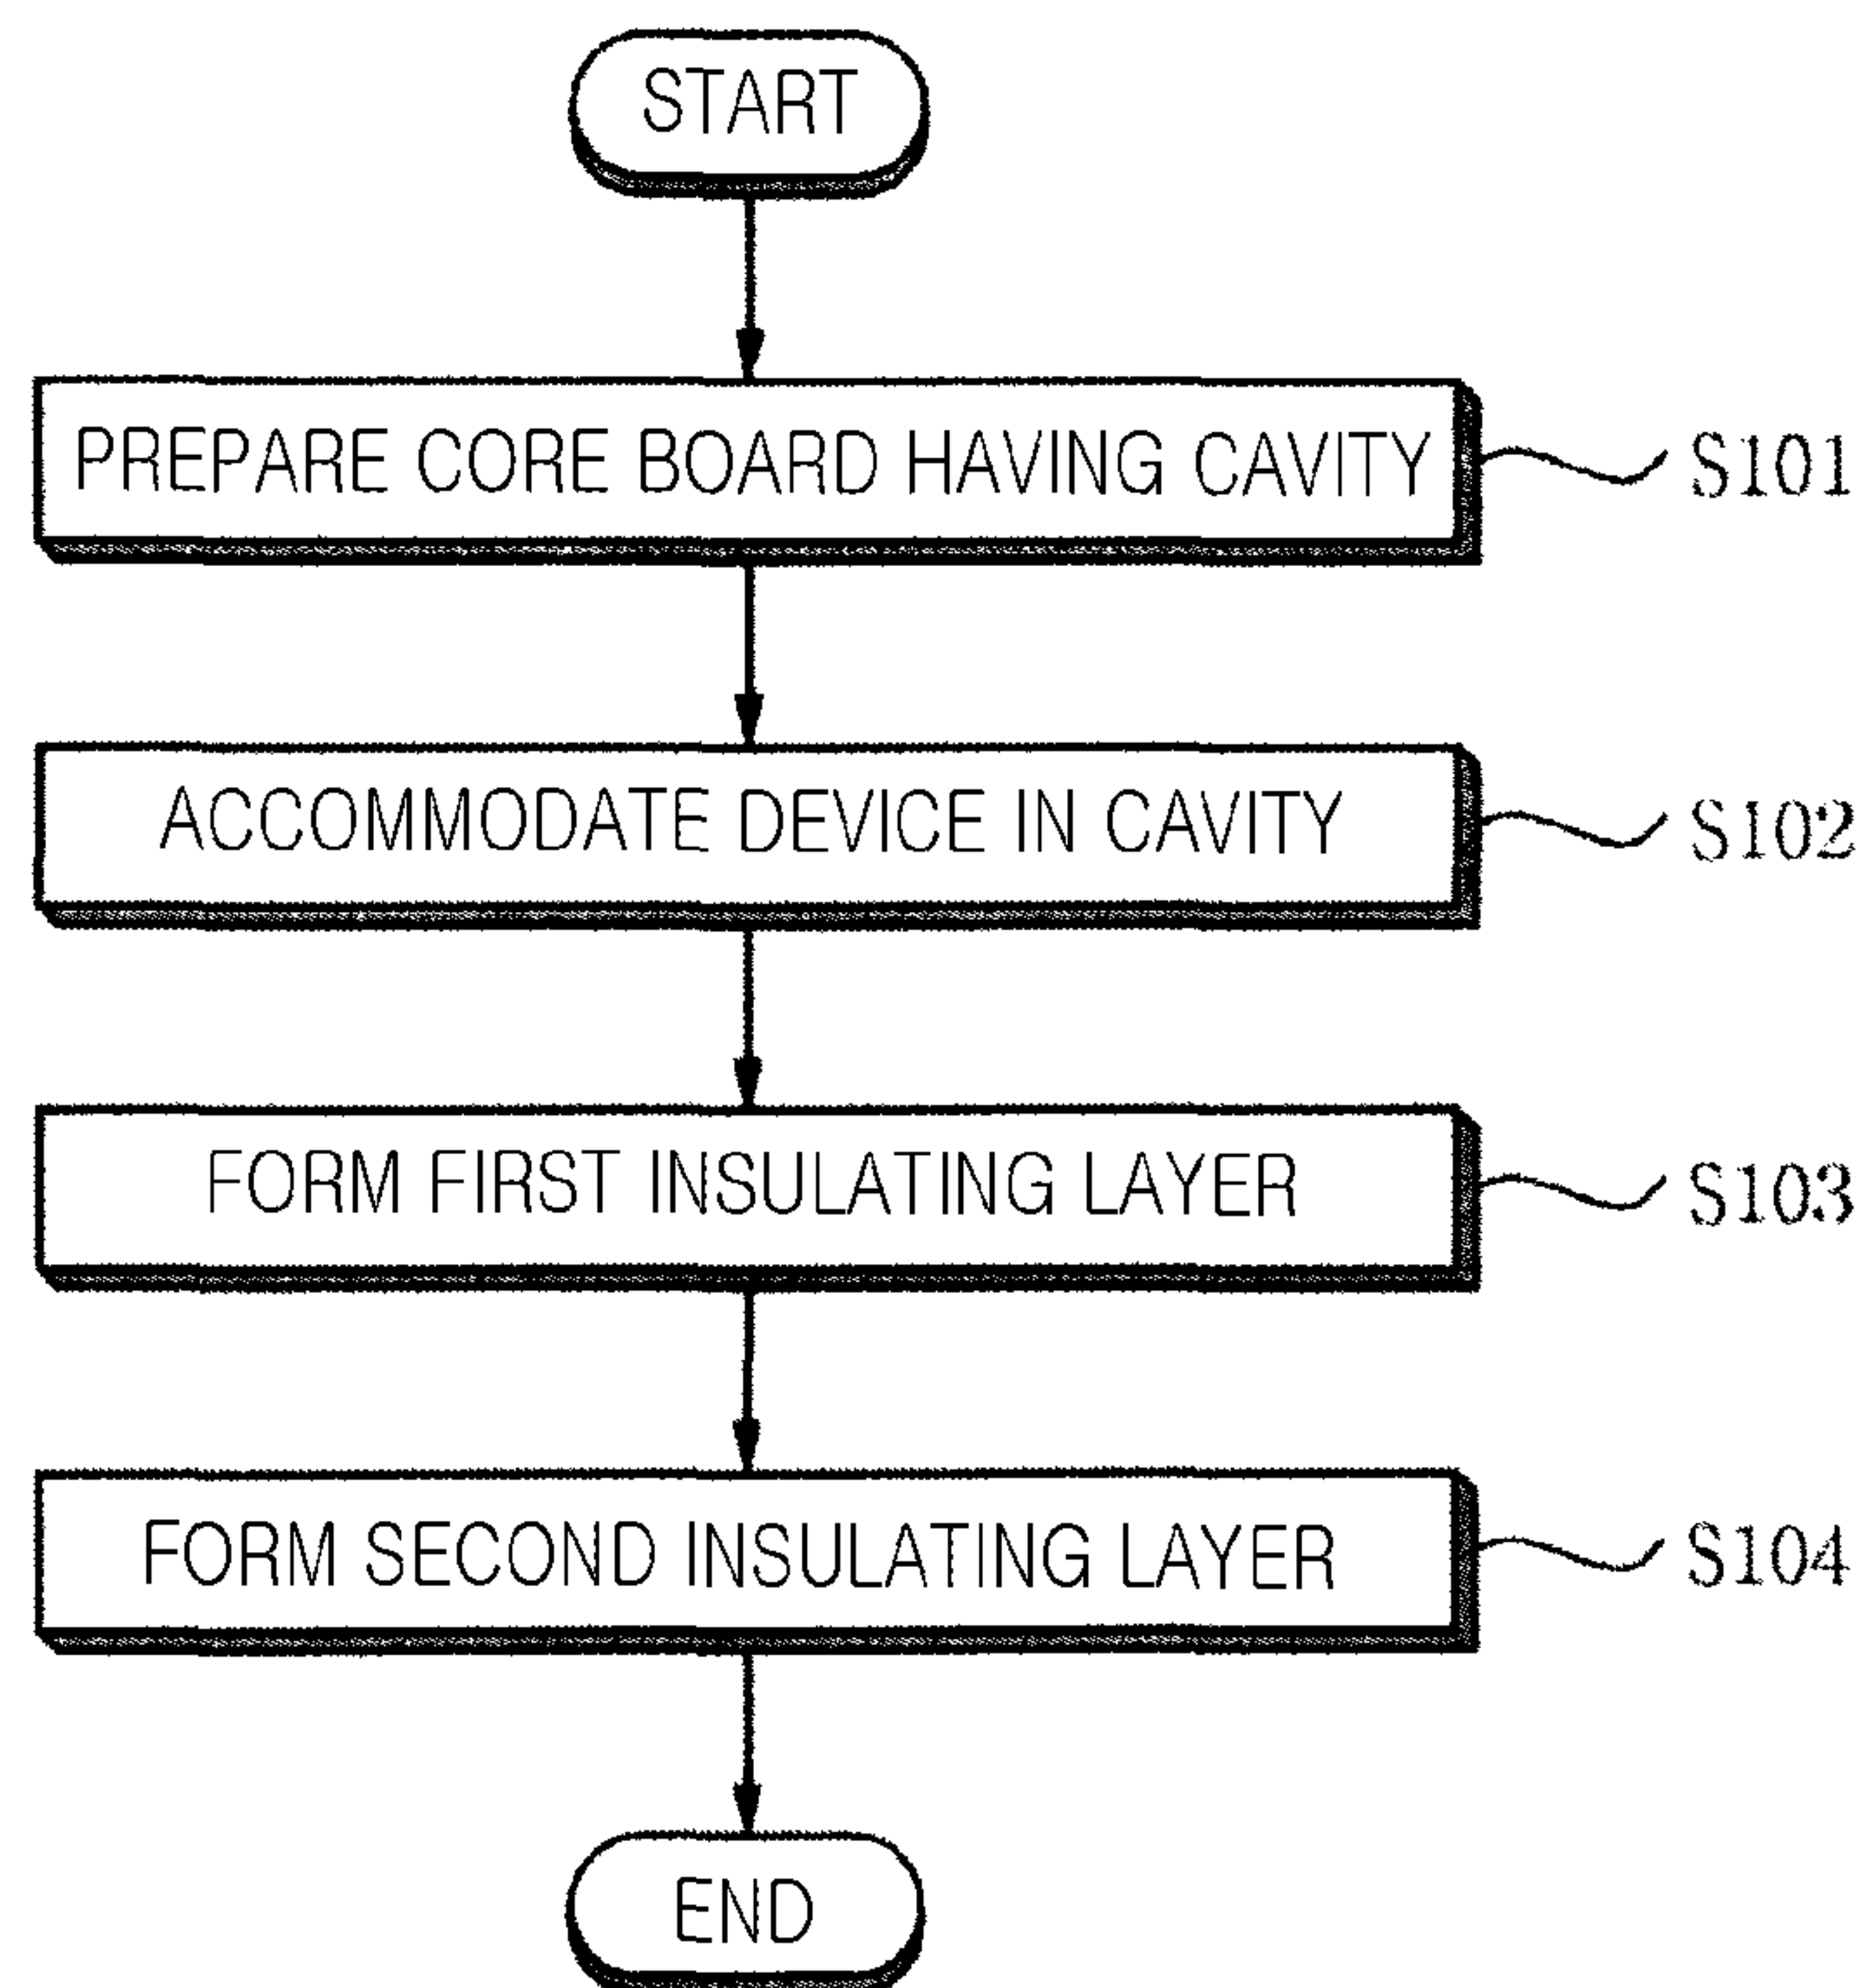 START
PREPARE CORE BOARD HAVING CAVITY
S101
ACCOMMODATE DEVICE IN CAVITY
S102
FORM FIRST INSULATING LAYER
S103
FORM SECOND INSULATING LAYER
S104
END